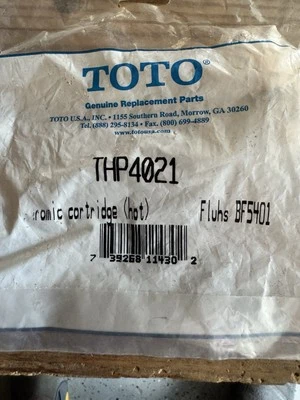 TOTO®
Genuine Replacement Parts
TOTO U.S.A., INC. • 1155 Southern Road, Morrow, GA 30260
Tel. (888) 295-8134 • Fax. (800) 699-4889
www.totousa.com
THP4021
eramic cartridge (hot) Fluhs BF5401
7 39268 11430 2